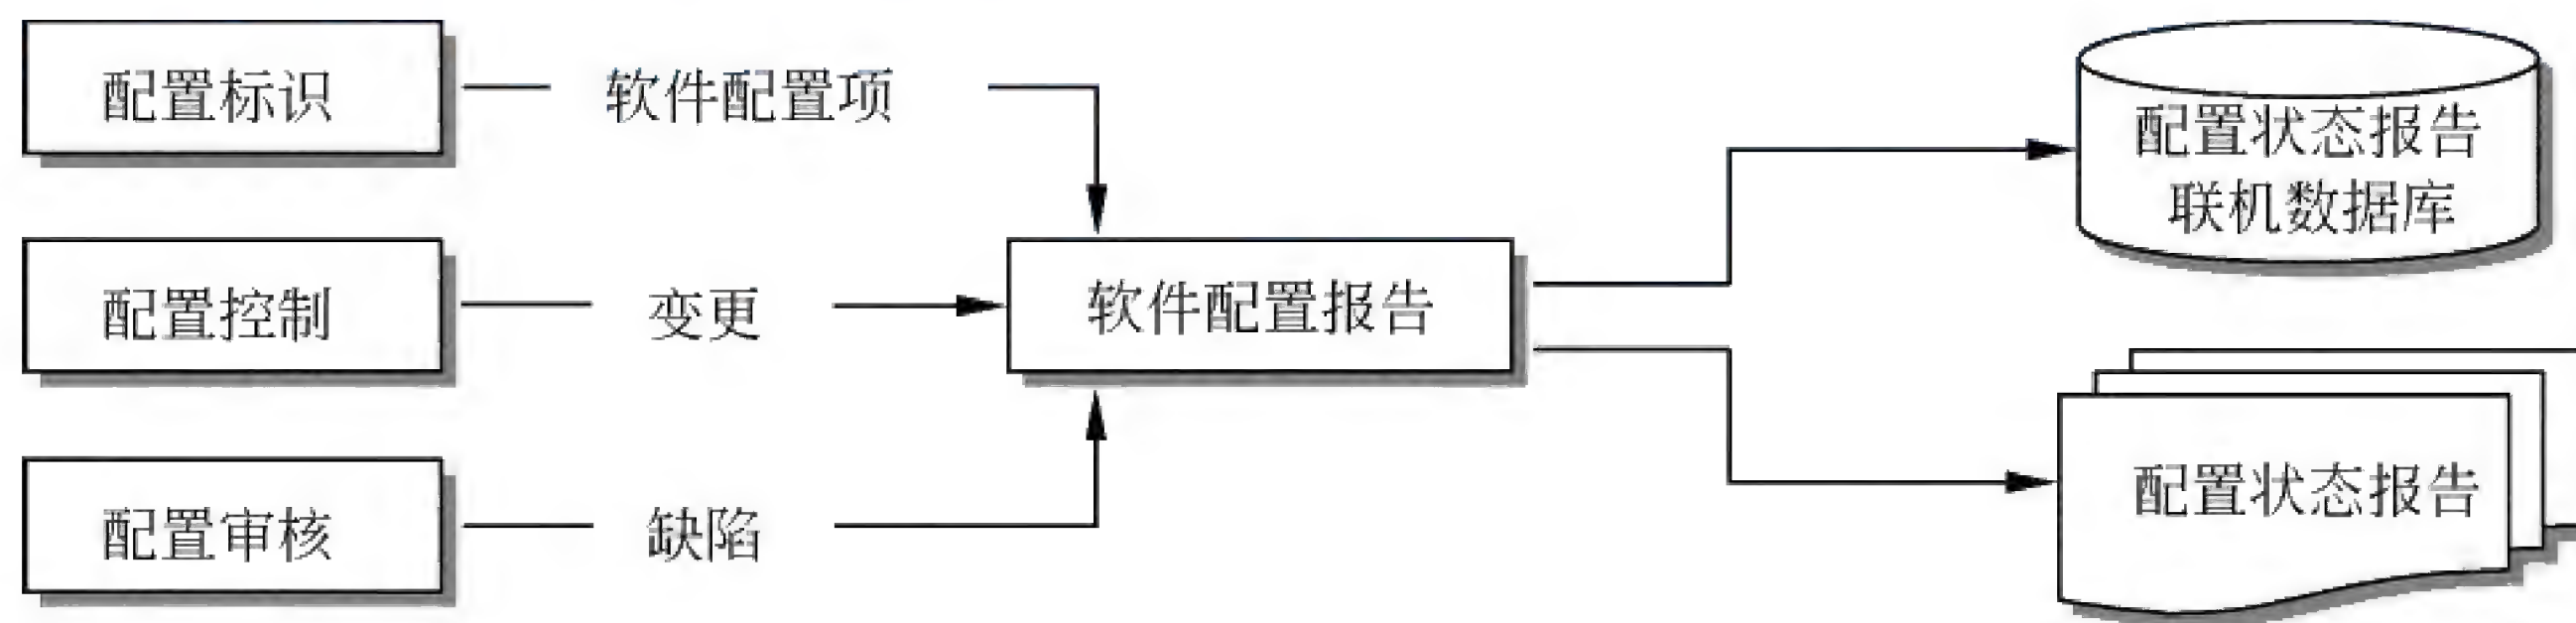 配置标识
软件配置项
配置状态报告
联机数据库
配置控制
变更
软件配置报告
配置审核
缺陷
配置状态报告